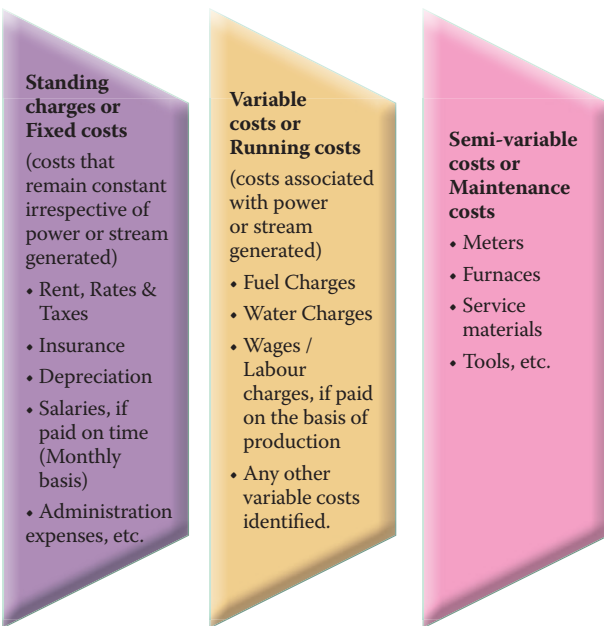 Standing
charges or
Fixed costs
(costs that
remain constant
irrespective of
power or stream
generated)
• Rent, Rates &
Taxes
• Insurance
• Depreciation
• Salaries, if
paid on time
(Monthly
basis)
• Administration
expenses, etc.
Variable
costs or
Running costs
(costs associated
with power
or stream
generated)
• Fuel Charges
• Water Charges
• Wages /
Labour
charges, if paid
on the basis of
production
• Any other
variable costs
identified.
Semi-variable
costs or
Maintenance
costs
• Meters
• Furnaces
• Service
materials
• Tools, etc.